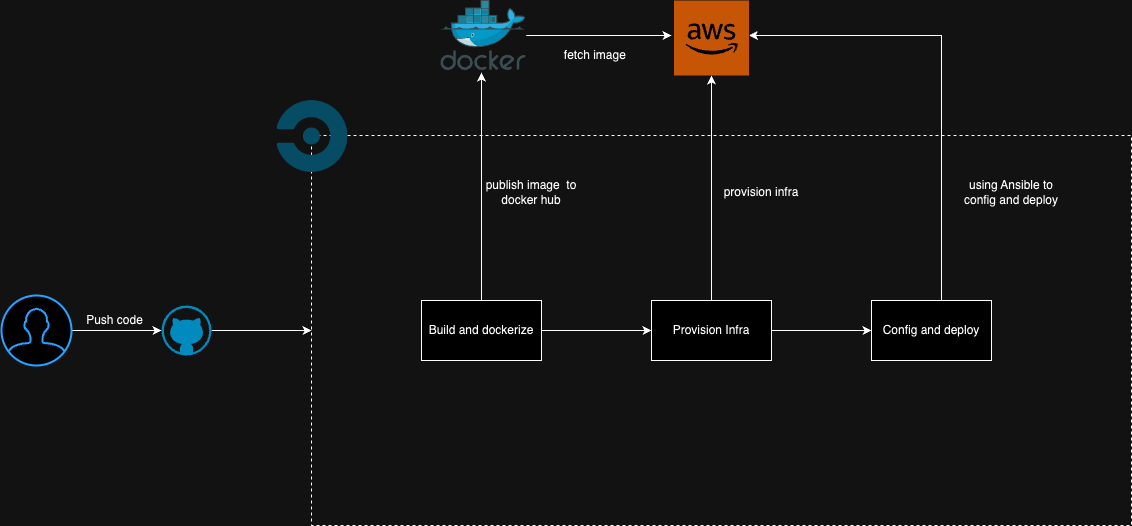 docker
aws
fetch image
publish image to
docker hub
provision infra
using Ansible to
config and deploy
Push code
Build and dockerize
Provision Infra
Config and deploy